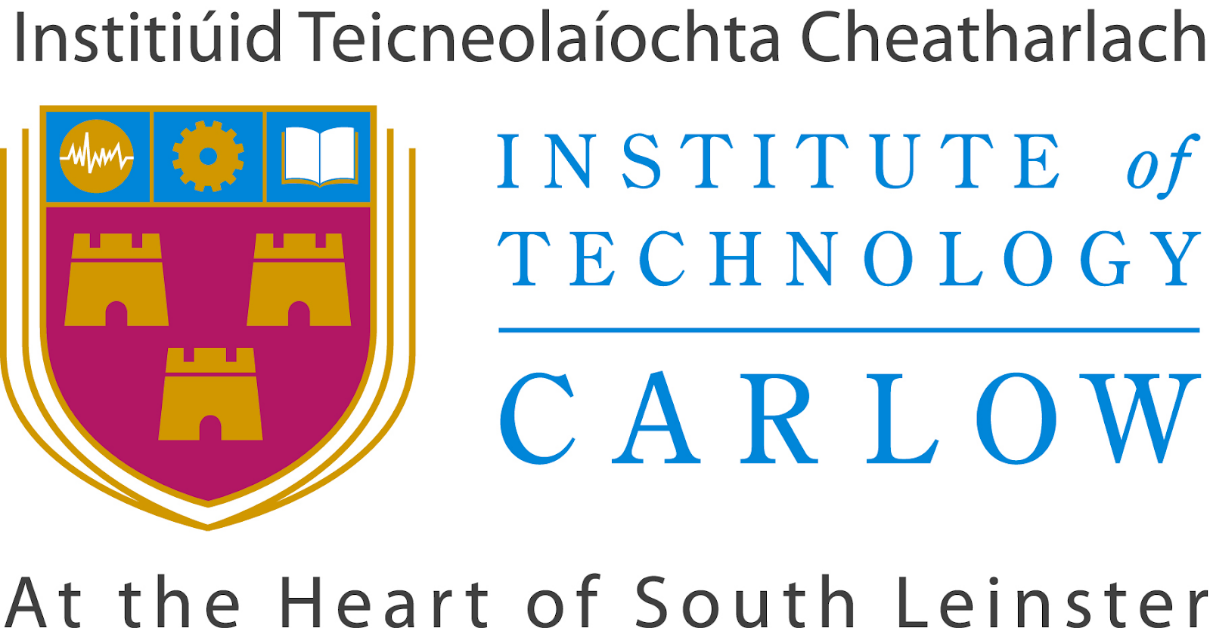 Institiúid Teicneolaíochta Cheatharlach
INSTITUTE of
TECHNOLOGY
CARLOW
At the Heart of South Leinster